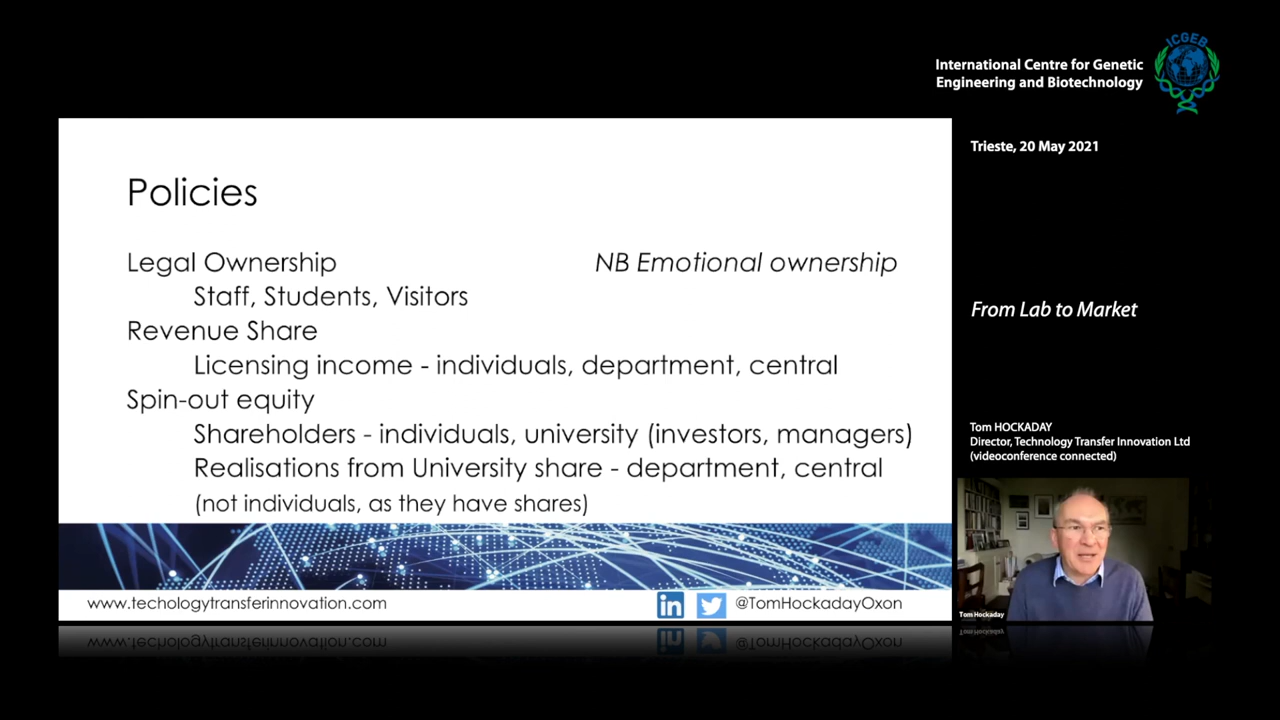 ICGEB
International Centre for Genetic
Engineering and Biotechnology
Trieste, 20 May 2021
Policies
Legal Ownership
NB Emotional ownership
Staff, Students, Visitors
Revenue Share
Licensing income - individuals, department, central
Spin-out equity
Shareholders - individuals, university (investors, managers)
Realisations from University share - department, central
(not individuals, as they have shares)
www.techologytransferinnovation.com
in
@TomHockadayOxon
From Lab to Market
Tom HOCKADAY
Director, Technology Transfer Innovation Ltd
(videoconference connected)
Tom Hockaday